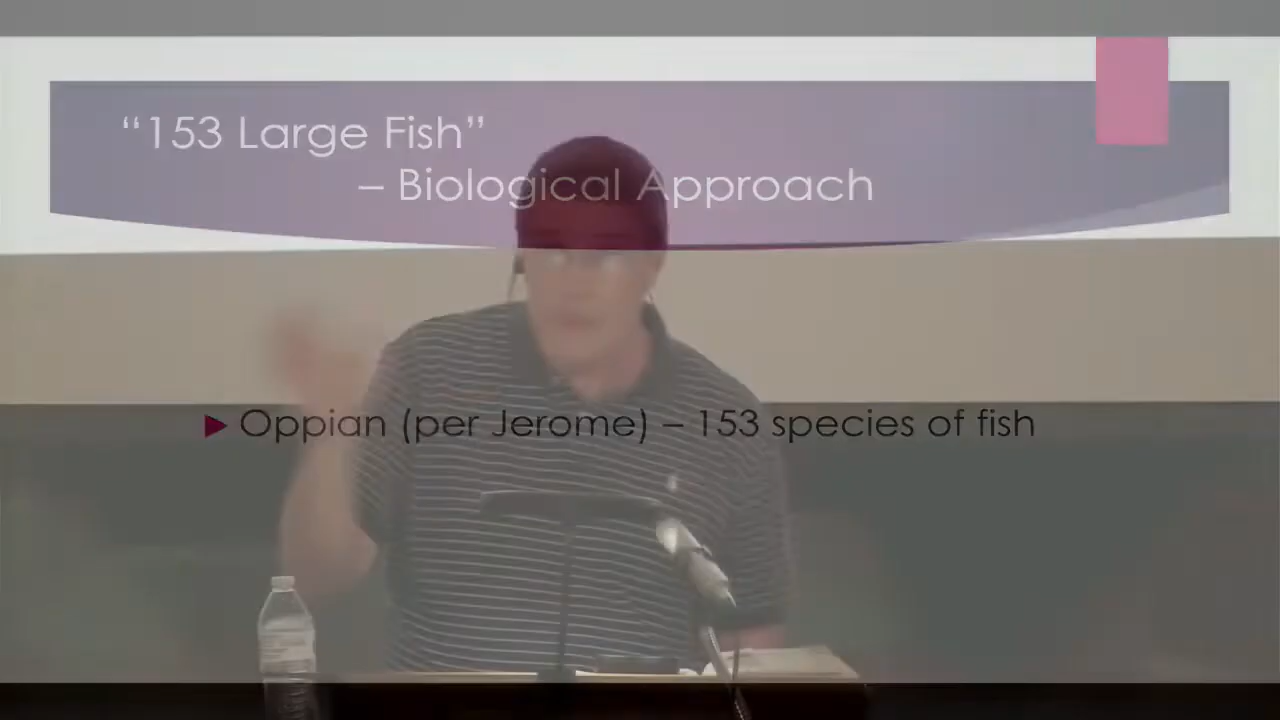 “153 Large Fish”
– Biological Approach
Oppian (per Jerome) – 153 species of fish